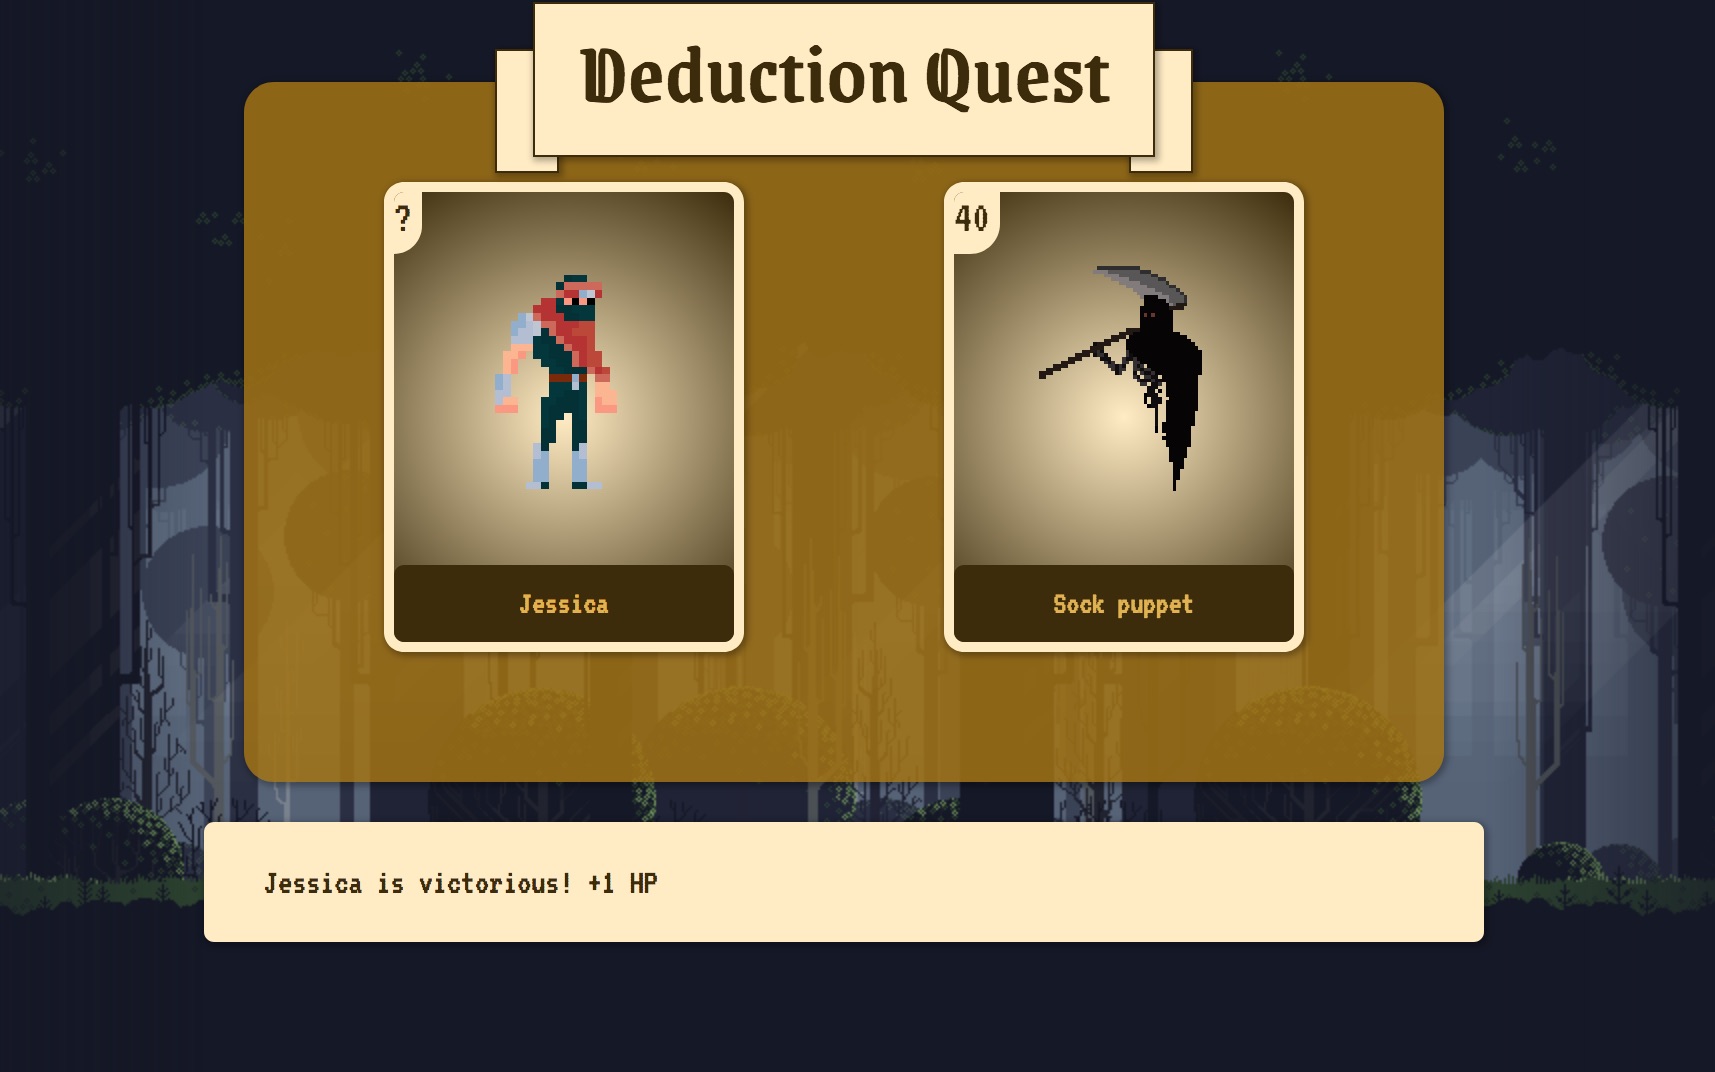 Deduction Quest
?
40
Jessica
Sock puppet
Jessica is victorious! +1 HP